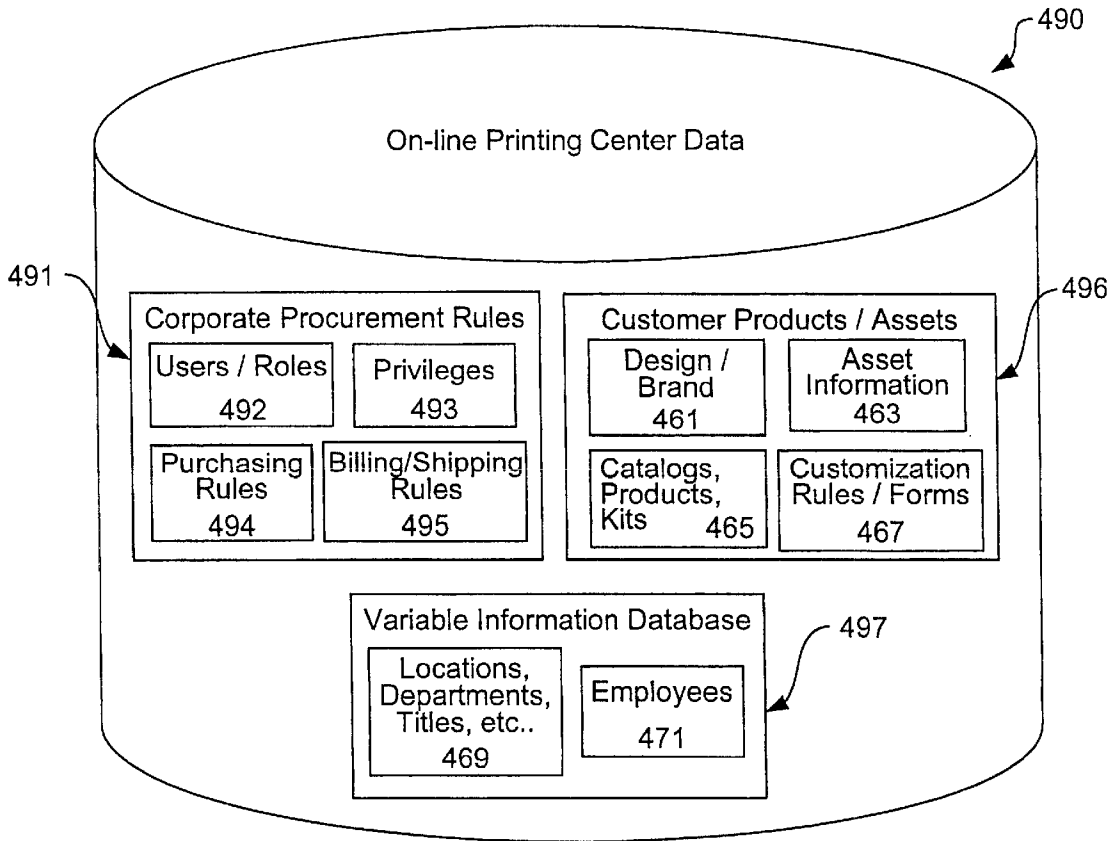 490
On-line Printing Center Data
491
Corporate Procurement Rules
Users / Roles
492
Privileges
493
Purchasing
Rules
494
Billing/Shipping
Rules
495
496
Customer Products / Assets
Design /
Brand
461
Asset
Information
463
Catalogs,
Products,
Kits
465
Customization
Rules / Forms
467
497
Variable Information Database
Locations,
Departments,
Titles, etc..
469
Employees
471